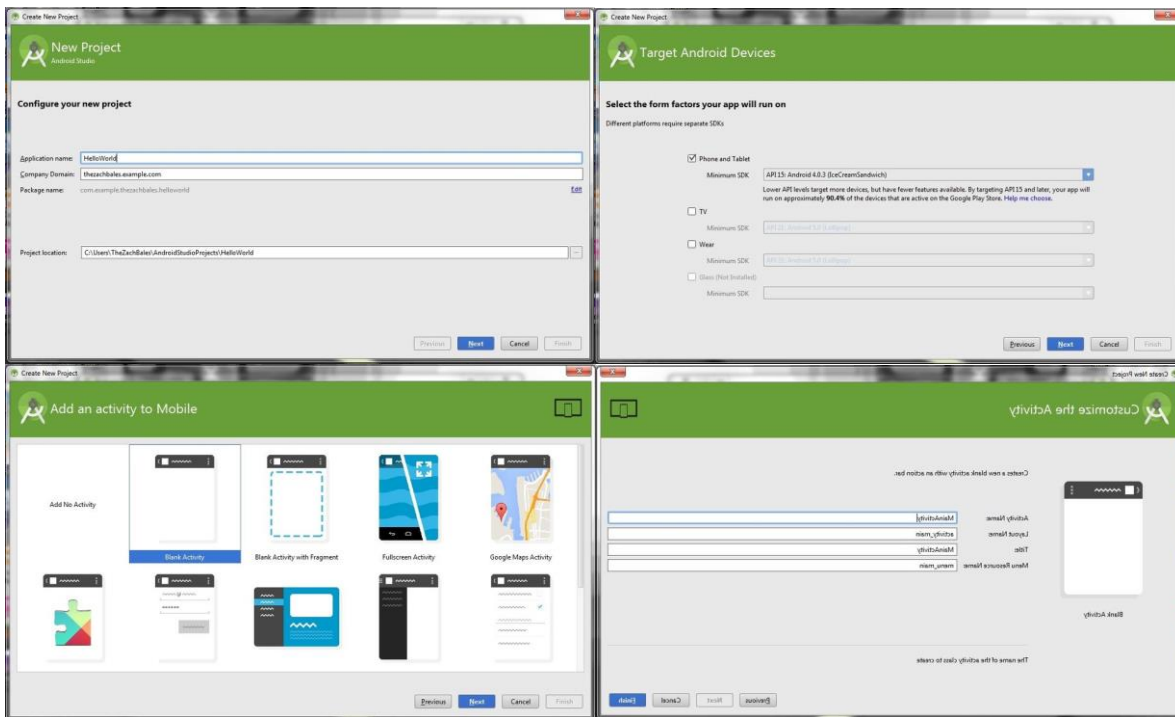 Create New Project
New Project
Android Studio
Configure your new project
Application name: HelloWorld
Company Domain: thezachbales.example.com
Package name: com.example.thezachbales.helloworld Edit
Project location: C:\Users\TheZachBales\AndroidStudioProjects\HelloWorld ...
Previous Next Cancel Finish
Create New Project
Target Android Devices
Select the form factors your app will run on
Different platforms require separate SDKs
Phone and Tablet
Minimum SDK API 15: Android 4.0.3 (IceCreamSandwich)
Lower API levels target more devices, but have fewer features available. By targeting API 15 and later, your app will
run on approximately 90.4% of the devices that are active on the Google Play Store. Help me choose.
TV
Minimum SDK
Wear
Minimum SDK
Glass (Not Installed)
Minimum SDK
Previous Next Cancel Finish
Create New Project
Add an activity to Mobile
Add No Activity
Blank Activity
Blank Activity with Fragment
Fullscreen Activity
Google Maps Activity
Previous Next Cancel Finish
Create New Project
Customize the Activity
Creates a new blank activity with an action bar.
Activity Name: MainActivity
Layout Name: activity_main
Title: MainActivity
Menu Resource Name: menu_main
Blank Activity
The name of the activity class to create
Previous Next Cancel Finish